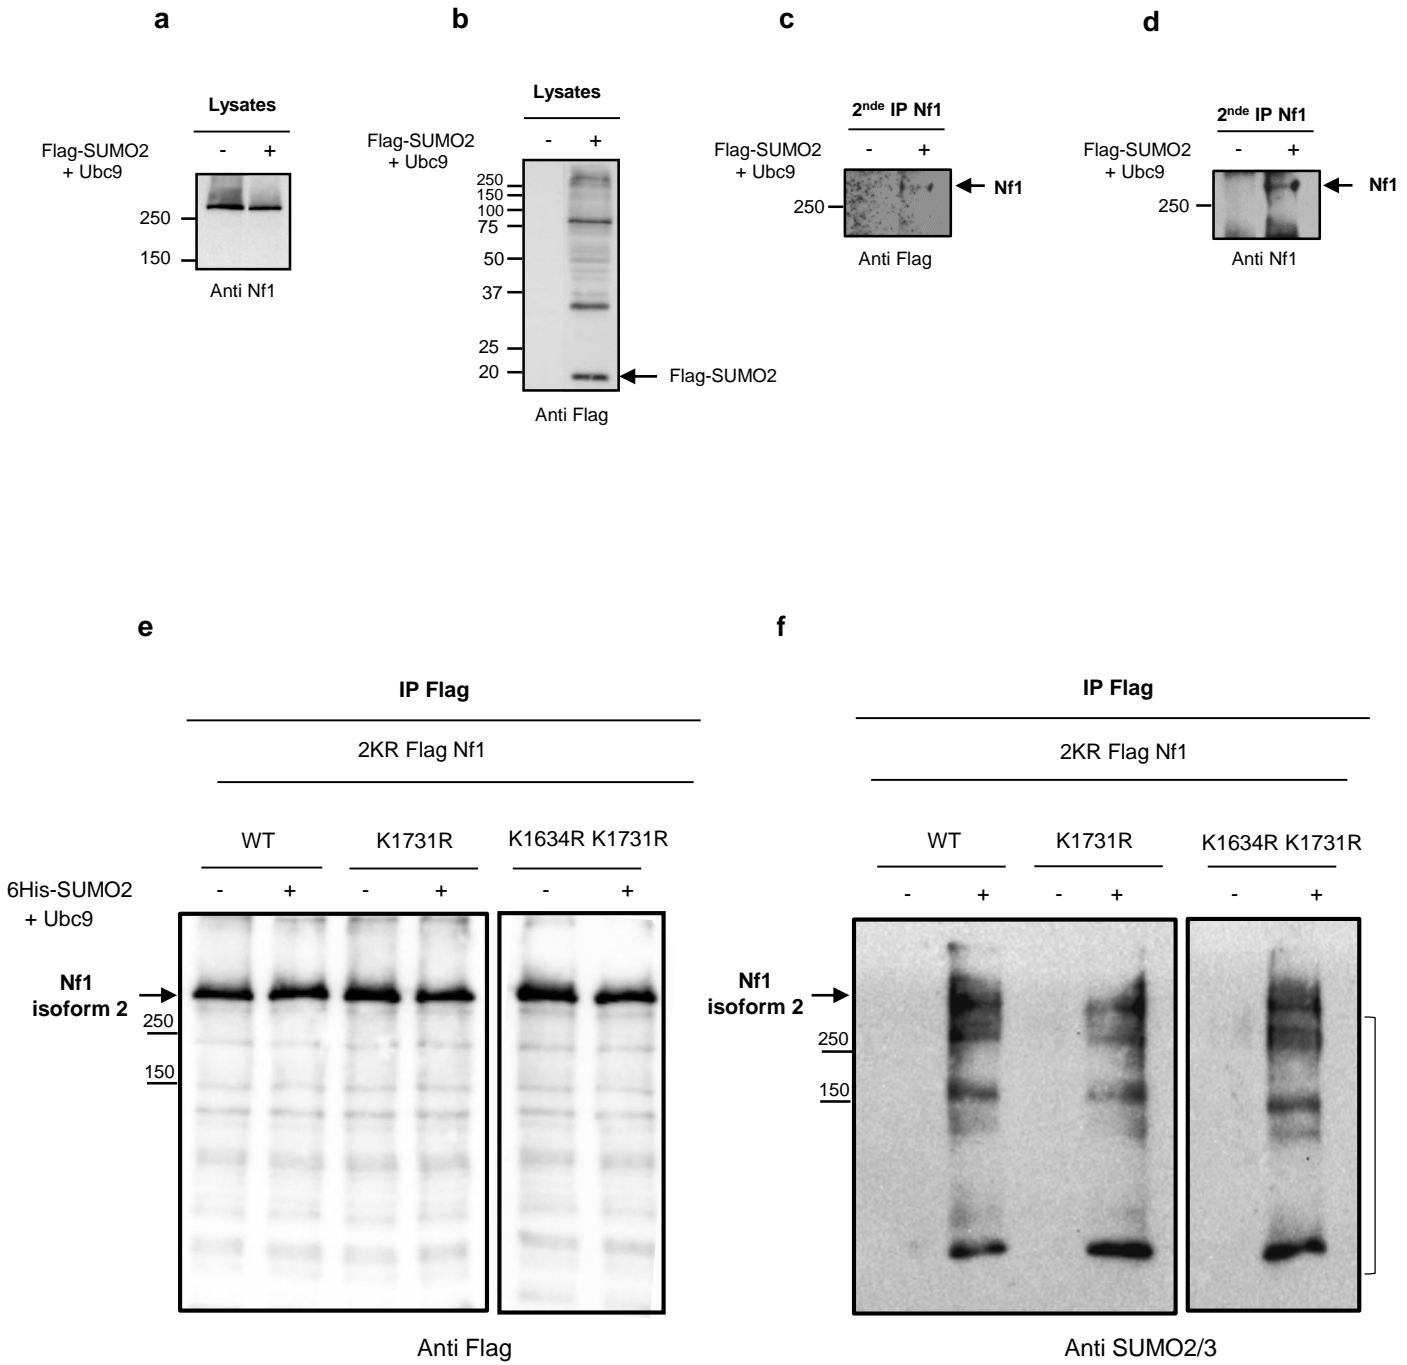 a
Lysates
Flag-SUMO2
+ Ubc9
- +
250
150
Anti Nf1
b
Lysates
Flag-SUMO2
+ Ubc9
- +
250
150
100
75
50
37
25
20
Flag-SUMO2
Anti Flag
c
2nde IP Nf1
Flag-SUMO2
+ Ubc9
- +
Nf1
250
Anti Flag
d
2nde IP Nf1
Flag-SUMO2
+ Ubc9
- +
Nf1
250
Anti Nf1
e
IP Flag
2KR Flag Nf1
WT K1731R K1634R K1731R
6His-SUMO2
+ Ubc9
- + - + - +
Nf1
isoform 2
250
150
Anti Flag
f
IP Flag
2KR Flag Nf1
WT K1731R K1634R K1731R
- + - + - +
Nf1
isoform 2
250
150
Anti SUMO2/3